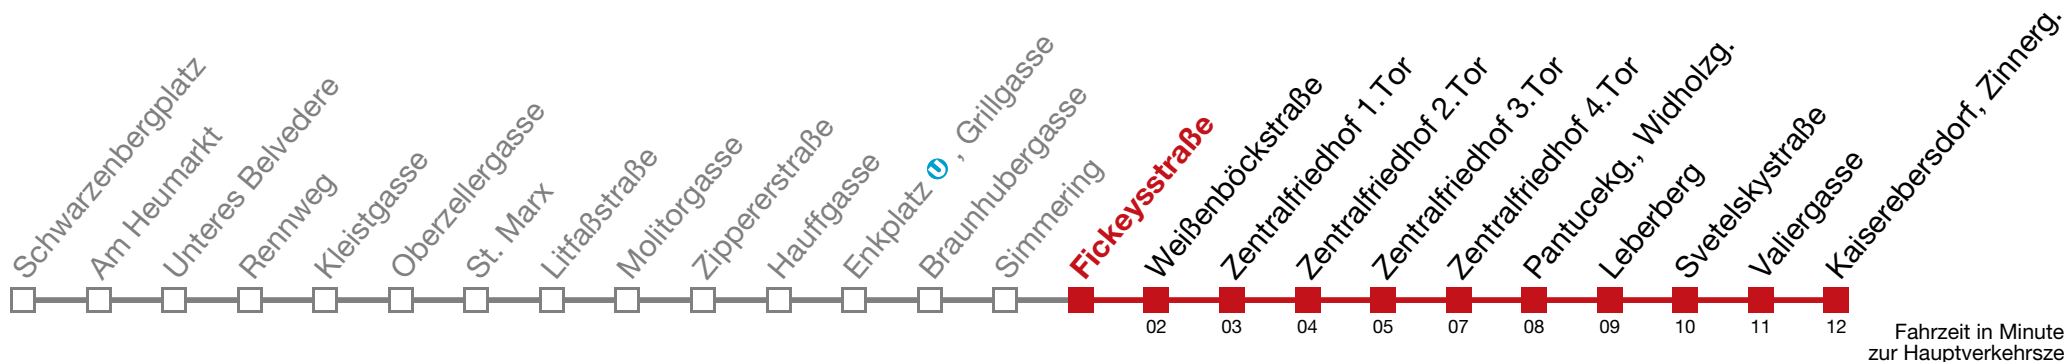 Schwarzenbergplatz
Am Heumarkt
Unteres Belvedere
Rennweg
Kleistgasse
Oberzellergasse
St. Marx
Litfaßstraße
Molitorgasse
Zippererstraße
Hauffgasse
Enkplatz U , Grillgasse
Braunhubergasse
Simmering
Fickeysstraße
Weißenböckstraße
Zentralfriedhof 1.Tor
Zentralfriedhof 2.Tor
Zentralfriedhof 3.Tor
Zentralfriedhof 4.Tor
Pantucekg., Widholzg.
Leberberg
Svetelskystraße
Valiergasse
Kaiserebersdorf, Zinnerg.
02 03 04 05 07 08 09 10 11 12
Fahrzeit in Minute
zur Hauptverkehrsze